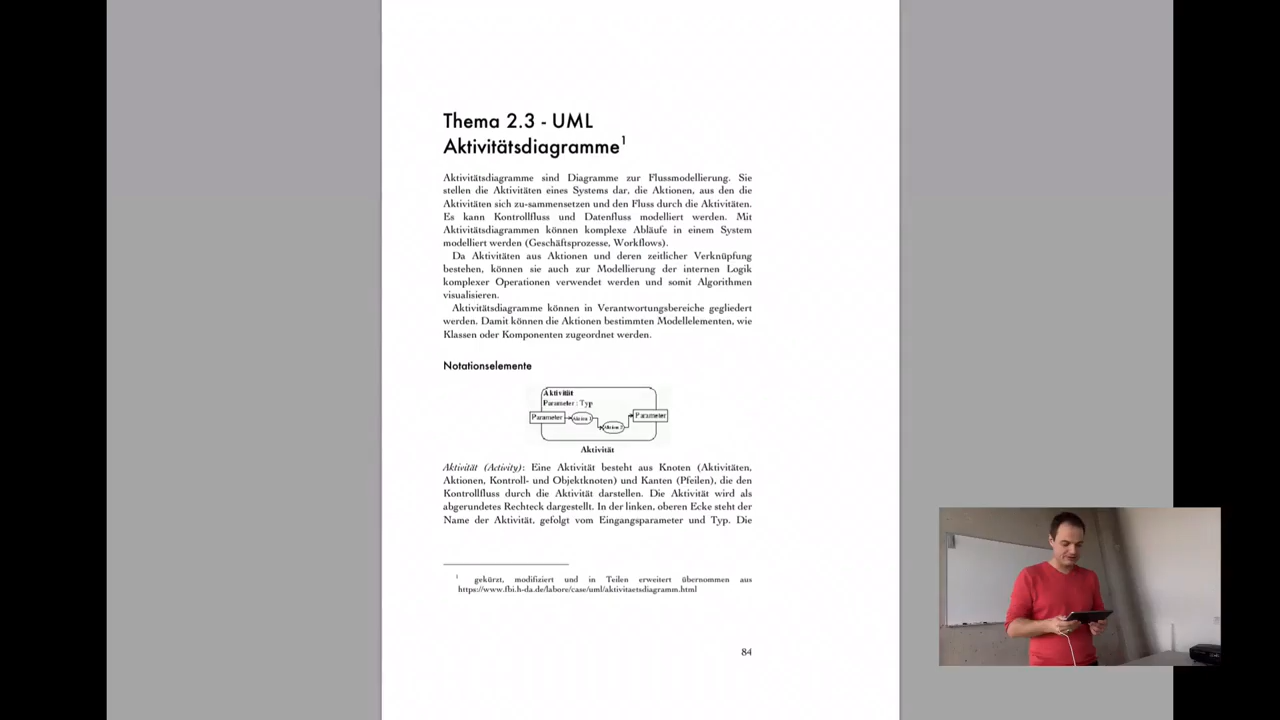 Thema 2.3 - UML
Aktivitätsdiagramme¹
Aktivitätsdiagramme sind Diagramme zur Flussmodellierung. Sie
stellen die Aktivitäten eines Systems dar, die Aktionen, aus den die
Aktivitäten sich zu-sammensetzen und den Fluss durch die Aktivitäten.
Es kann Kontrollfluss und Datenfluss modelliert werden. Mit
Aktivitätsdiagrammen können komplexe Abläufe in einem System
modelliert werden (Geschäftsprozesse, Workflows).
Da Aktivitäten aus Aktionen und deren zeitlicher Verknüpfung
bestehen, können sie auch zur Modellierung der internen Logik
komplexer Operationen verwendet werden und somit Algorithmen
visualisieren.
Aktivitätsdiagramme können in Verantwortungsbereiche gegliedert
werden. Damit können die Aktionen bestimmten Modellelementen, wie
Klassen oder Komponenten zugeordnet werden.
Notationselemente
Aktivität
Parameter : Typ
Parameter Aktion 1 Aktion 2 Parameter
Aktivität
Aktivität (Activity): Eine Aktivität besteht aus Knoten (Aktivitäten,
Aktionen, Kontroll- und Objektknoten) und Kanten (Pfeilen), die den
Kontrollfluss durch die Aktivität darstellen. Die Aktivität wird als
abgerundetes Rechteck dargestellt. In der linken, oberen Ecke steht der
Name der Aktivität, gefolgt vom Eingangsparameter und Typ. Die
1 gekürzt, modifiziert und in Teilen erweitert übernommen aus
https://www.fbi.h-da.de/labore/case/uml/aktivitaetsdiagramm.html
84